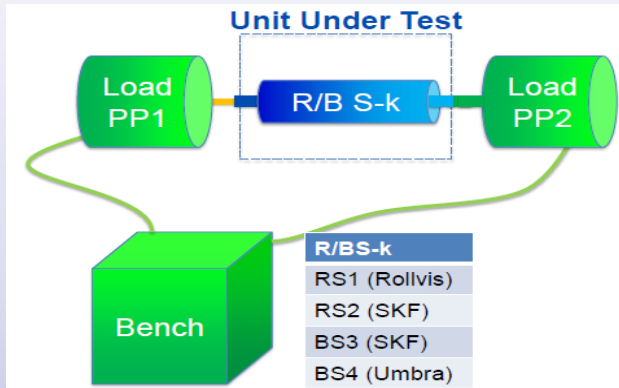 Unit Under Test
Load
PP1
R/B S-k
Load
PP2
Bench
R/BS-k
RS1 (Rollvis)
RS2 (SKF)
BS3 (SKF)
BS4 (Umbra)